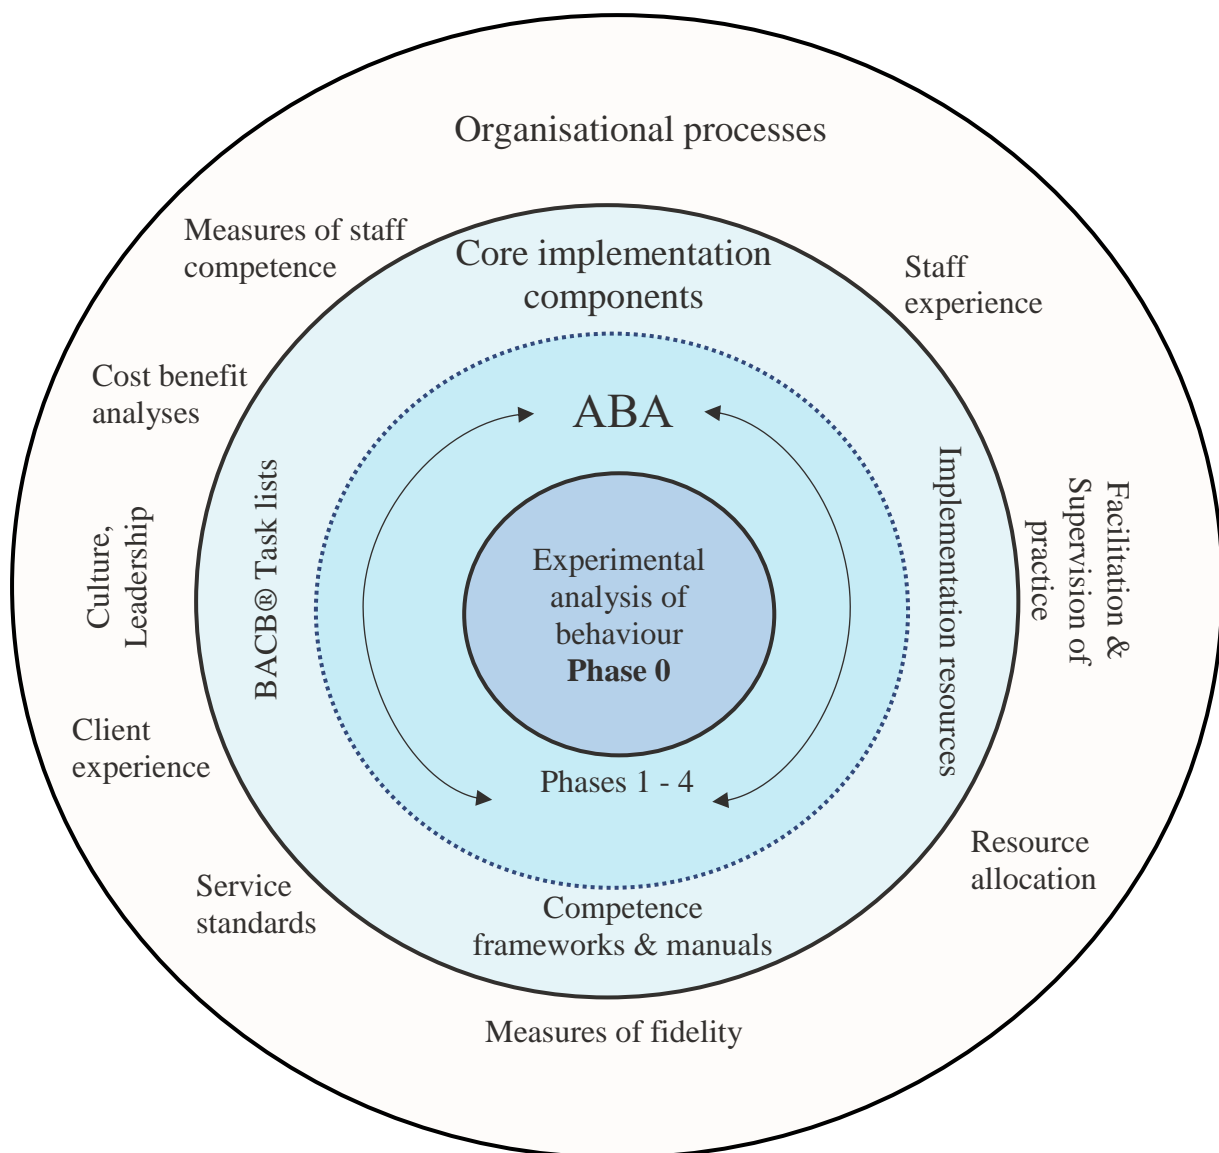 Organisational processes
Measures of staff
competence
Core implementation
components
Staff
experience
Cost benefit
analyses
ABA
BACB® Task lists
Implementation resources
Culture,
Leadership
Facilitation &
Supervision of
practice
Experimental
analysis of
behaviour
Phase 0
Client
experience
Phases 1 - 4
Resource
allocation
Service
standards
Competence
frameworks & manuals
Measures of fidelity